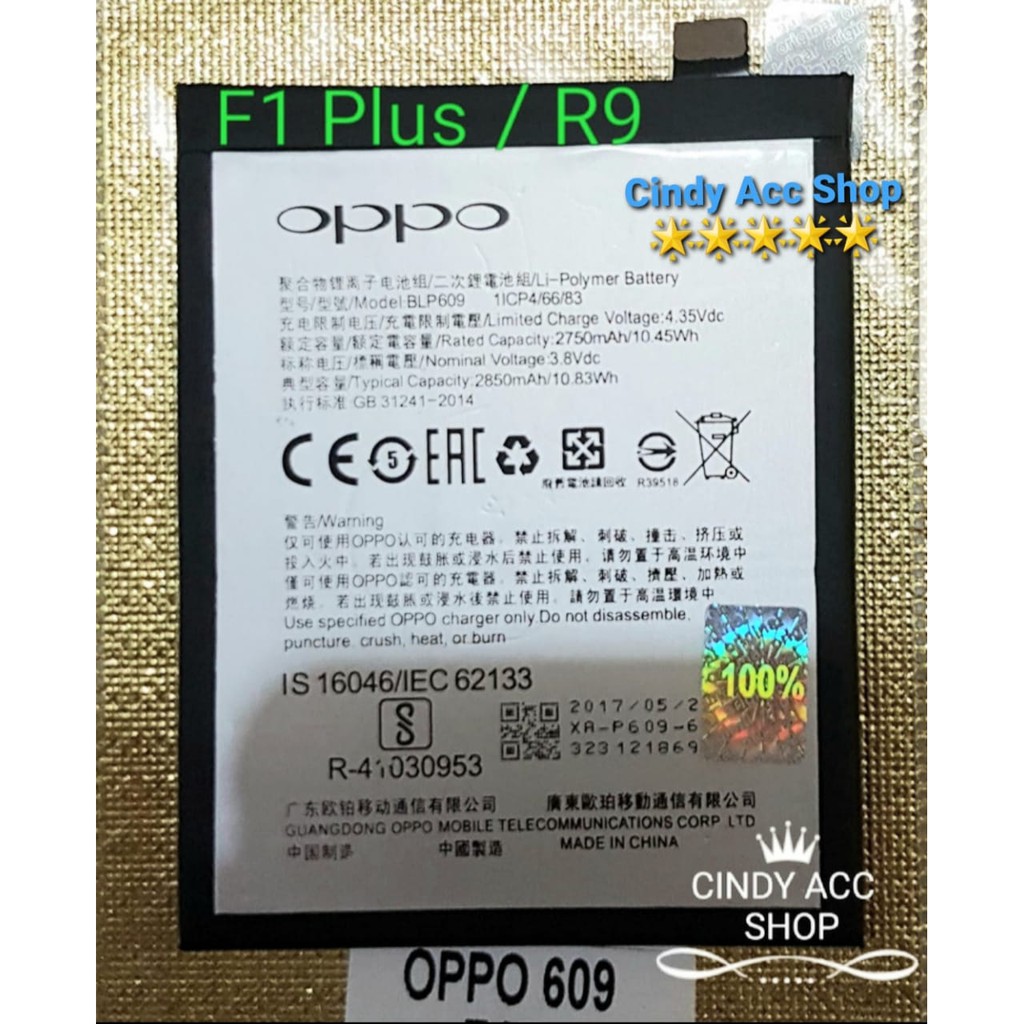 F1 Plus / R9
Cindy Acc Shop
oppo
聚合物锂离子电池组/二次鋰電池組/Li-Polymer Battery
型号/型號/Model:BLP609 1ICP4/66/83
充电限制电压/充電限制電壓/Limited Charge Voltage:4.35Vdc
额定容量/額定電容量/Rated Capacity:2750mAh/10.45Wh
标称电压/標稱電壓/Nominal Voltage:3.8Vdc
典型容量/Typical Capacity:2850mAh/10.83Wh
执行标准 GB 31241-2014
CE 5 EAC
廢舊電池請回收 R39518
警告/Warning
仅可使用OPPO认可的充电器，禁止拆解、刺破、撞击、挤压或
投入火中，若出现鼓胀或浸水后禁止使用，请勿置于高温环境中
僅可使用OPPO認可的充電器，禁止拆解、刺破、擠壓、加熱或
燃燒，若出現鼓脹或浸水後禁止使用，請勿置于高溫環境中
Use specified OPPO charger only.Do not disassemble,
puncture, crush, heat, or burn
100%
IS 16046/IEC 62133
2017/05/2
XA-P609-6
323121869
R-41030953
广东欧珀移动通信有限公司 廣東歐珀移動通信有限公司
GUANGDONG OPPO MOBILE TELECOMMUNICATIONS CORP LTD
中国制造 中國製造 MADE IN CHINA
CINDY ACC
SHOP
OPPO 609